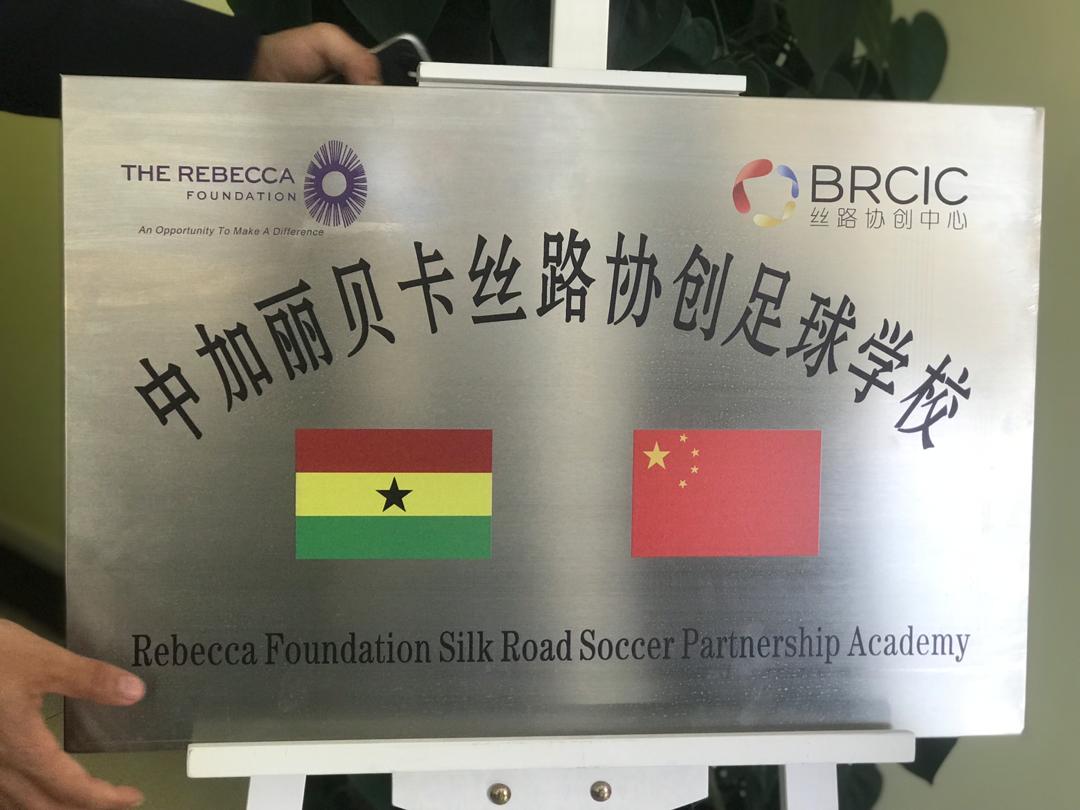 THE REBECCA
FOUNDATION
An Opportunity To Make A Difference
BRCIC
丝路协创中心
中加丽贝卡丝路协创足球学校
Rebecca Foundation Silk Road Soccer Partnership Academy